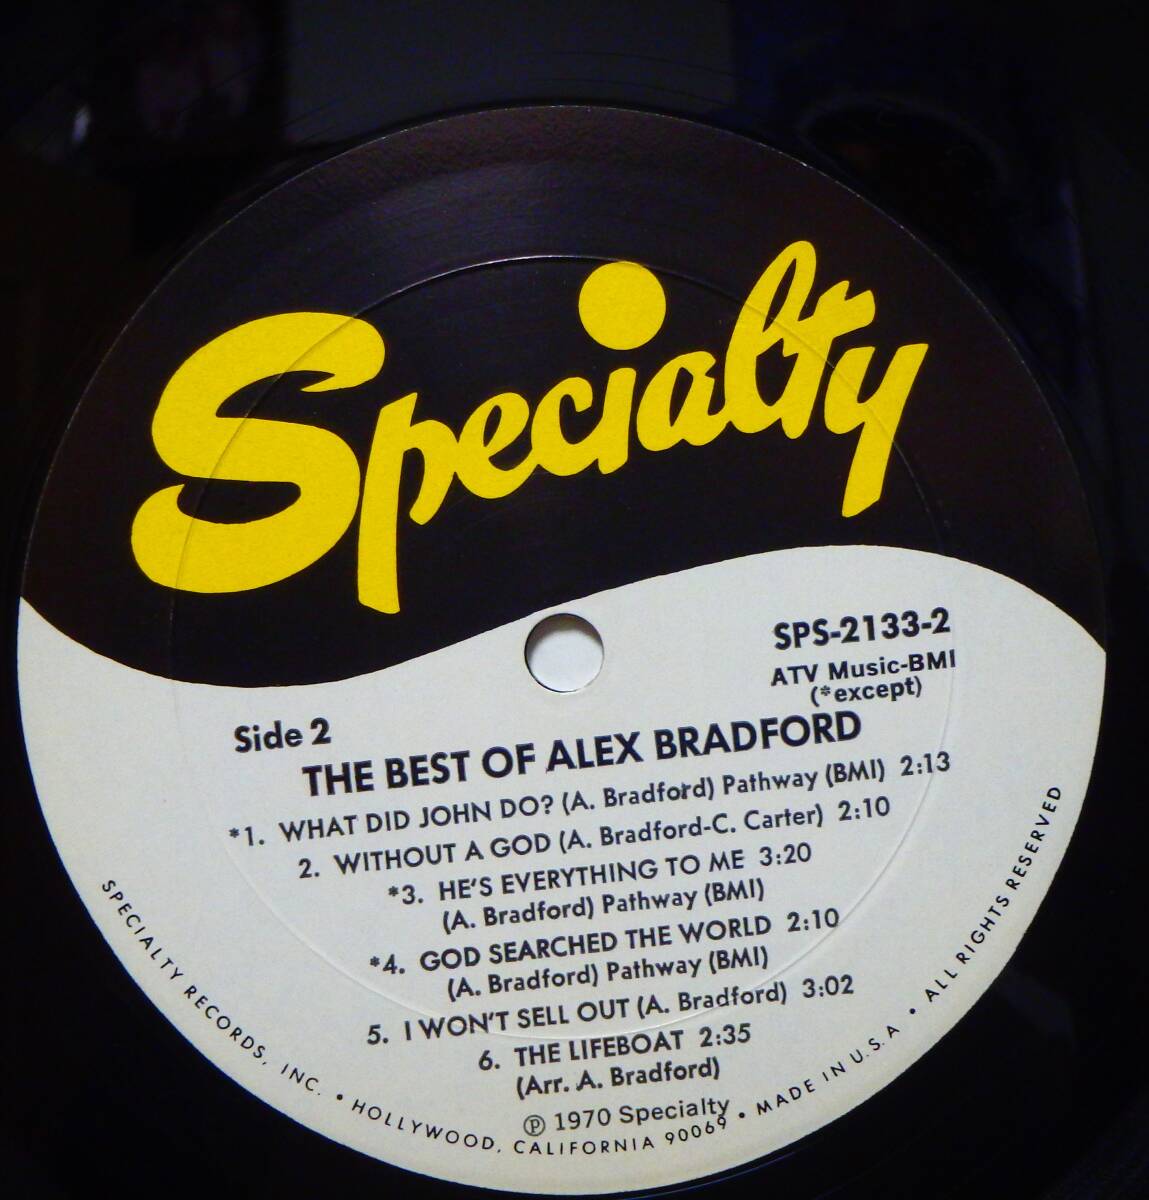 Specialty
SPS-2133-2
ATV Music-BMI
(*except)
Side 2
THE BEST OF ALEX BRADFORD
*1. WHAT DID JOHN DO? (A. Bradford) Pathway (BMI) 2:13
2. WITHOUT A GOD (A. Bradford-C. Carter) 2:10
*3. HE'S EVERYTHING TO ME 3:20
(A. Bradford) Pathway (BMI)
*4. GOD SEARCHED THE WORLD 2:10
(A. Bradford) Pathway (BMI)
5. I WON'T SELL OUT (A. Bradford) 3:02
6. THE LIFEBOAT 2:35
(Arr. A. Bradford)
℗ 1970 Specialty
SPECIALTY RECORDS, INC. • HOLLYWOOD, CALIFORNIA 90069 • MADE IN U.S.A • ALL RIGHTS RESERVED